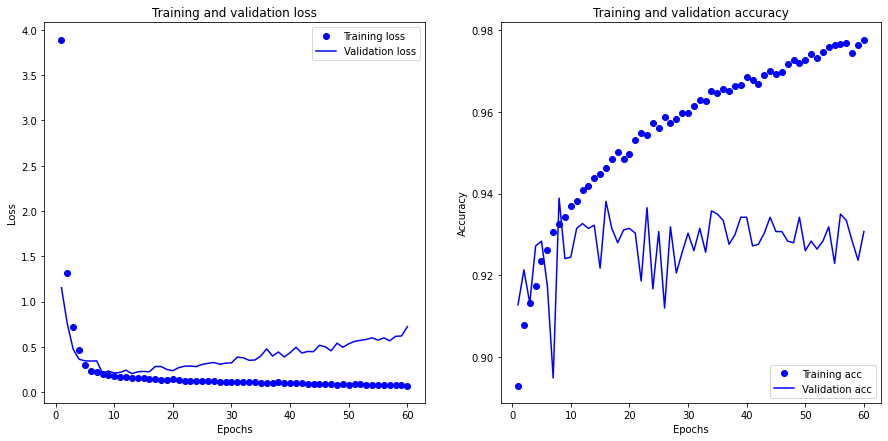 Training and validation loss
4.0
3.5
3.0
2.5
2.0
1.5
1.0
0.5
0.0
Loss
Training loss
Validation loss
0 10 20 30 40 50 60
Epochs
Training and validation accuracy
0.98
0.96
0.94
0.92
0.90
Accuracy
Training acc
Validation acc
0 10 20 30 40 50 60
Epochs